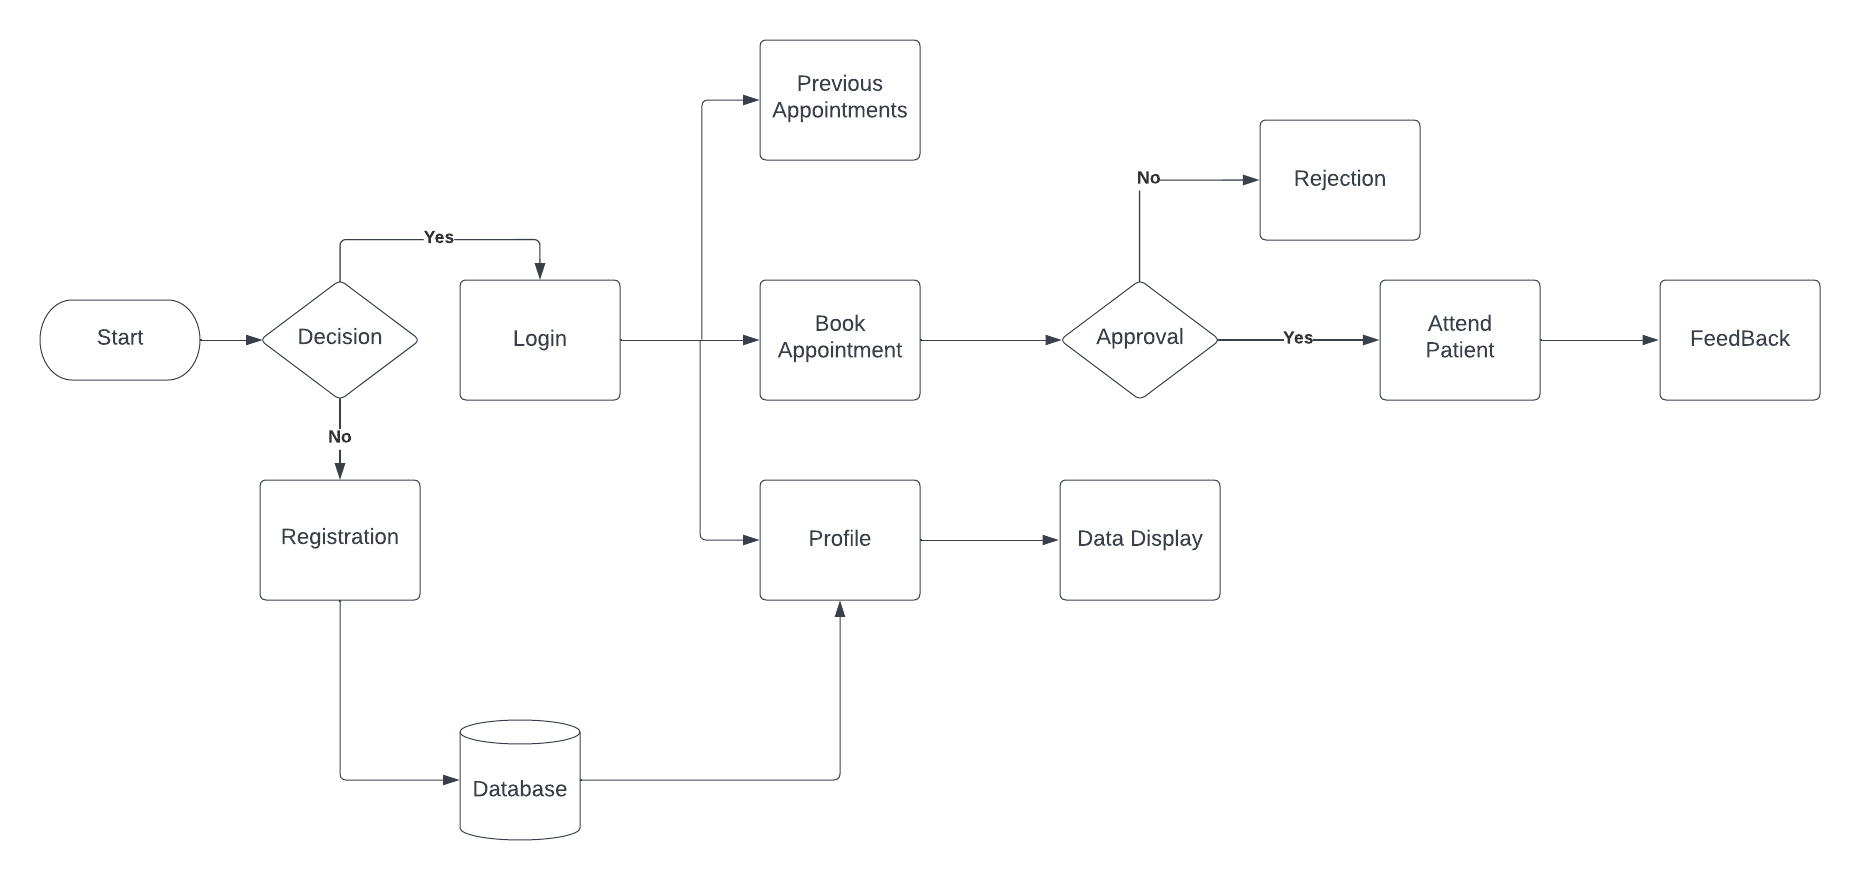 Previous
Appointments
No
Rejection
Yes
Start
Decision
Login
Book
Appointment
Approval
Yes
Attend
Patient
FeedBack
No
Registration
Profile
Data Display
Database